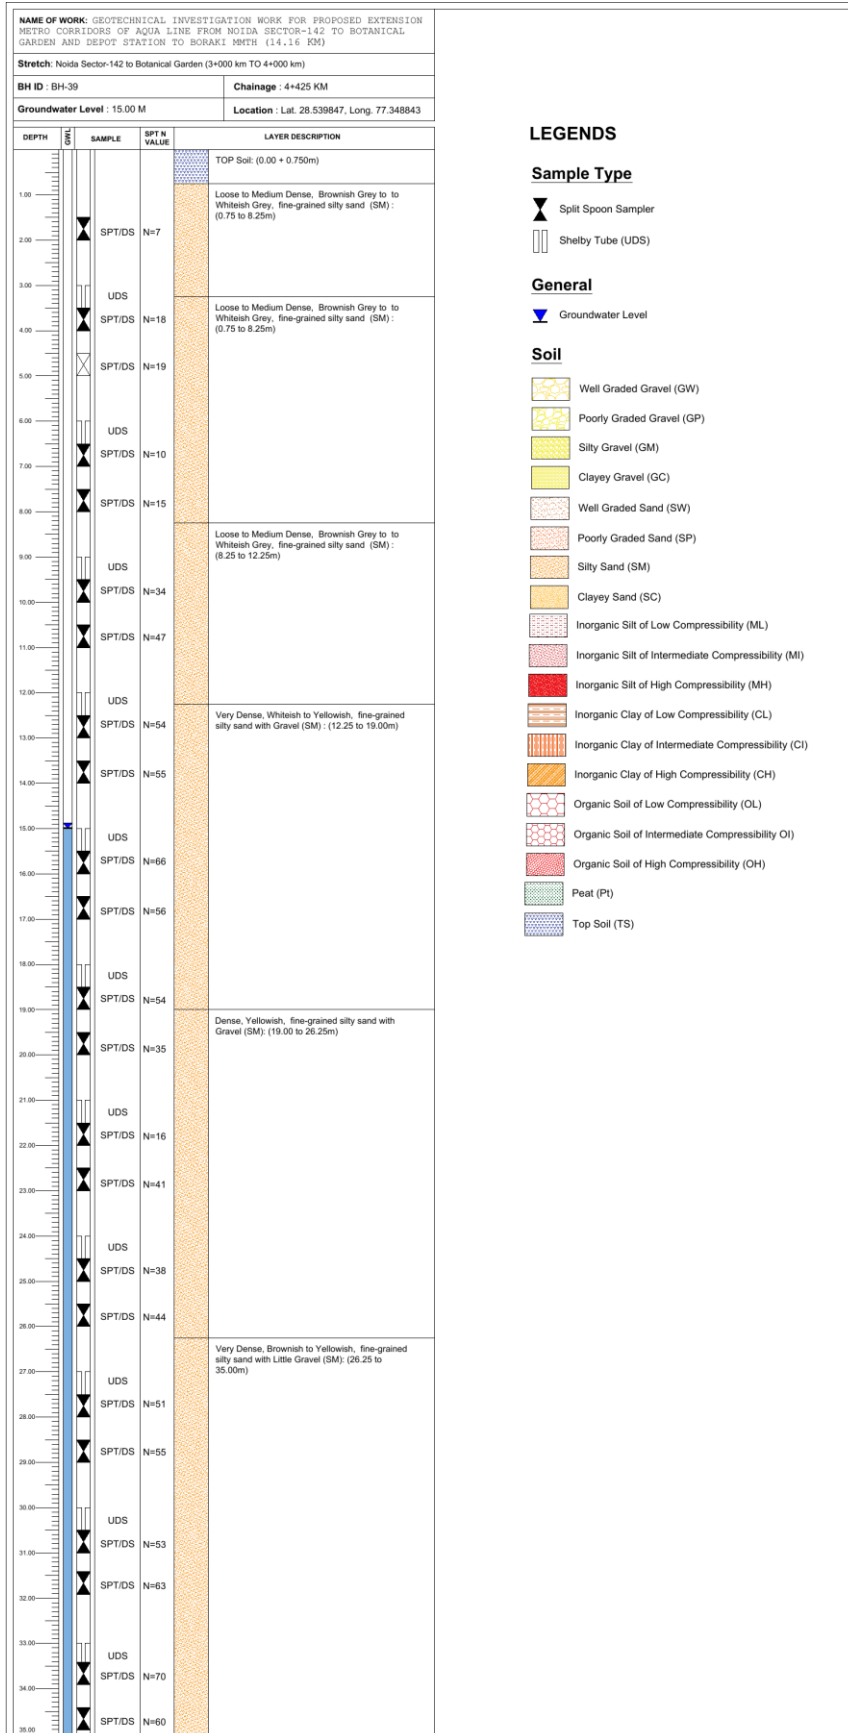 NAME OF WORK: GEOTECHNICAL INVESTIGATION WORK FOR PROPOSED EXTENSION
METRO CORRIDORS OF AQUA LINE FROM NOIDA SECTOR-142 TO BOTANICAL
GARDEN AND DEPOT STATION TO BORAKI MMTH (14.16 KM)
Stretch: Noida Sector-142 to Botanical Garden (3+000 km TO 4+000 km)
BH ID : BH-39
Chainage : 4+425 KM
Groundwater Level : 15.00 M
Location : Lat. 28.539847, Long. 77.348843
DEPTH
GWL
SAMPLE
SPT N
VALUE
LAYER DESCRIPTION
TOP Soil: (0.00 + 0.750m)
1.00
Loose to Medium Dense, Brownish Grey to to
Whiteish Grey, fine-grained silty sand (SM) :
(0.75 to 8.25m)
SPT/DS N=7
2.00
3.00
UDS
Loose to Medium Dense, Brownish Grey to to
Whiteish Grey, fine-grained silty sand (SM) :
(0.75 to 8.25m)
SPT/DS N=18
4.00
SPT/DS N=19
5.00
6.00
UDS
SPT/DS N=10
7.00
SPT/DS N=15
8.00
Loose to Medium Dense, Brownish Grey to to
Whiteish Grey, fine-grained silty sand (SM) :
(8.25 to 12.25m)
9.00
UDS
SPT/DS N=34
10.00
SPT/DS N=47
11.00
12.00
UDS
Very Dense, Whiteish to Yellowish, fine-grained
silty sand with Gravel (SM) : (12.25 to 19.00m)
SPT/DS N=54
13.00
SPT/DS N=55
14.00
15.00
UDS
SPT/DS N=66
16.00
SPT/DS N=56
17.00
18.00
UDS
SPT/DS N=54
19.00
Dense, Yellowish, fine-grained silty sand with
Gravel (SM): (19.00 to 26.25m)
SPT/DS N=35
20.00
21.00
UDS
SPT/DS N=16
22.00
SPT/DS N=41
23.00
24.00
UDS
SPT/DS N=38
25.00
SPT/DS N=44
26.00
Very Dense, Brownish to Yellowish, fine-grained
silty sand with Little Gravel (SM): (26.25 to
35.00m)
27.00
UDS
SPT/DS N=51
28.00
SPT/DS N=55
29.00
30.00
UDS
SPT/DS N=53
31.00
SPT/DS N=63
32.00
33.00
UDS
SPT/DS N=70
34.00
SPT/DS N=60
35.00
LEGENDS
Sample Type
Split Spoon Sampler
Shelby Tube (UDS)
General
Groundwater Level
Soil
Well Graded Gravel (GW)
Poorly Graded Gravel (GP)
Silty Gravel (GM)
Clayey Gravel (GC)
Well Graded Sand (SW)
Poorly Graded Sand (SP)
Silty Sand (SM)
Clayey Sand (SC)
Inorganic Silt of Low Compressibility (ML)
Inorganic Silt of Intermediate Compressibility (MI)
Inorganic Silt of High Compressibility (MH)
Inorganic Clay of Low Compressibility (CL)
Inorganic Clay of Intermediate Compressibility (CI)
Inorganic Clay of High Compressibility (CH)
Organic Soil of Low Compressibility (OL)
Organic Soil of Intermediate Compressibility OI)
Organic Soil of High Compressibility (OH)
Peat (Pt)
Top Soil (TS)